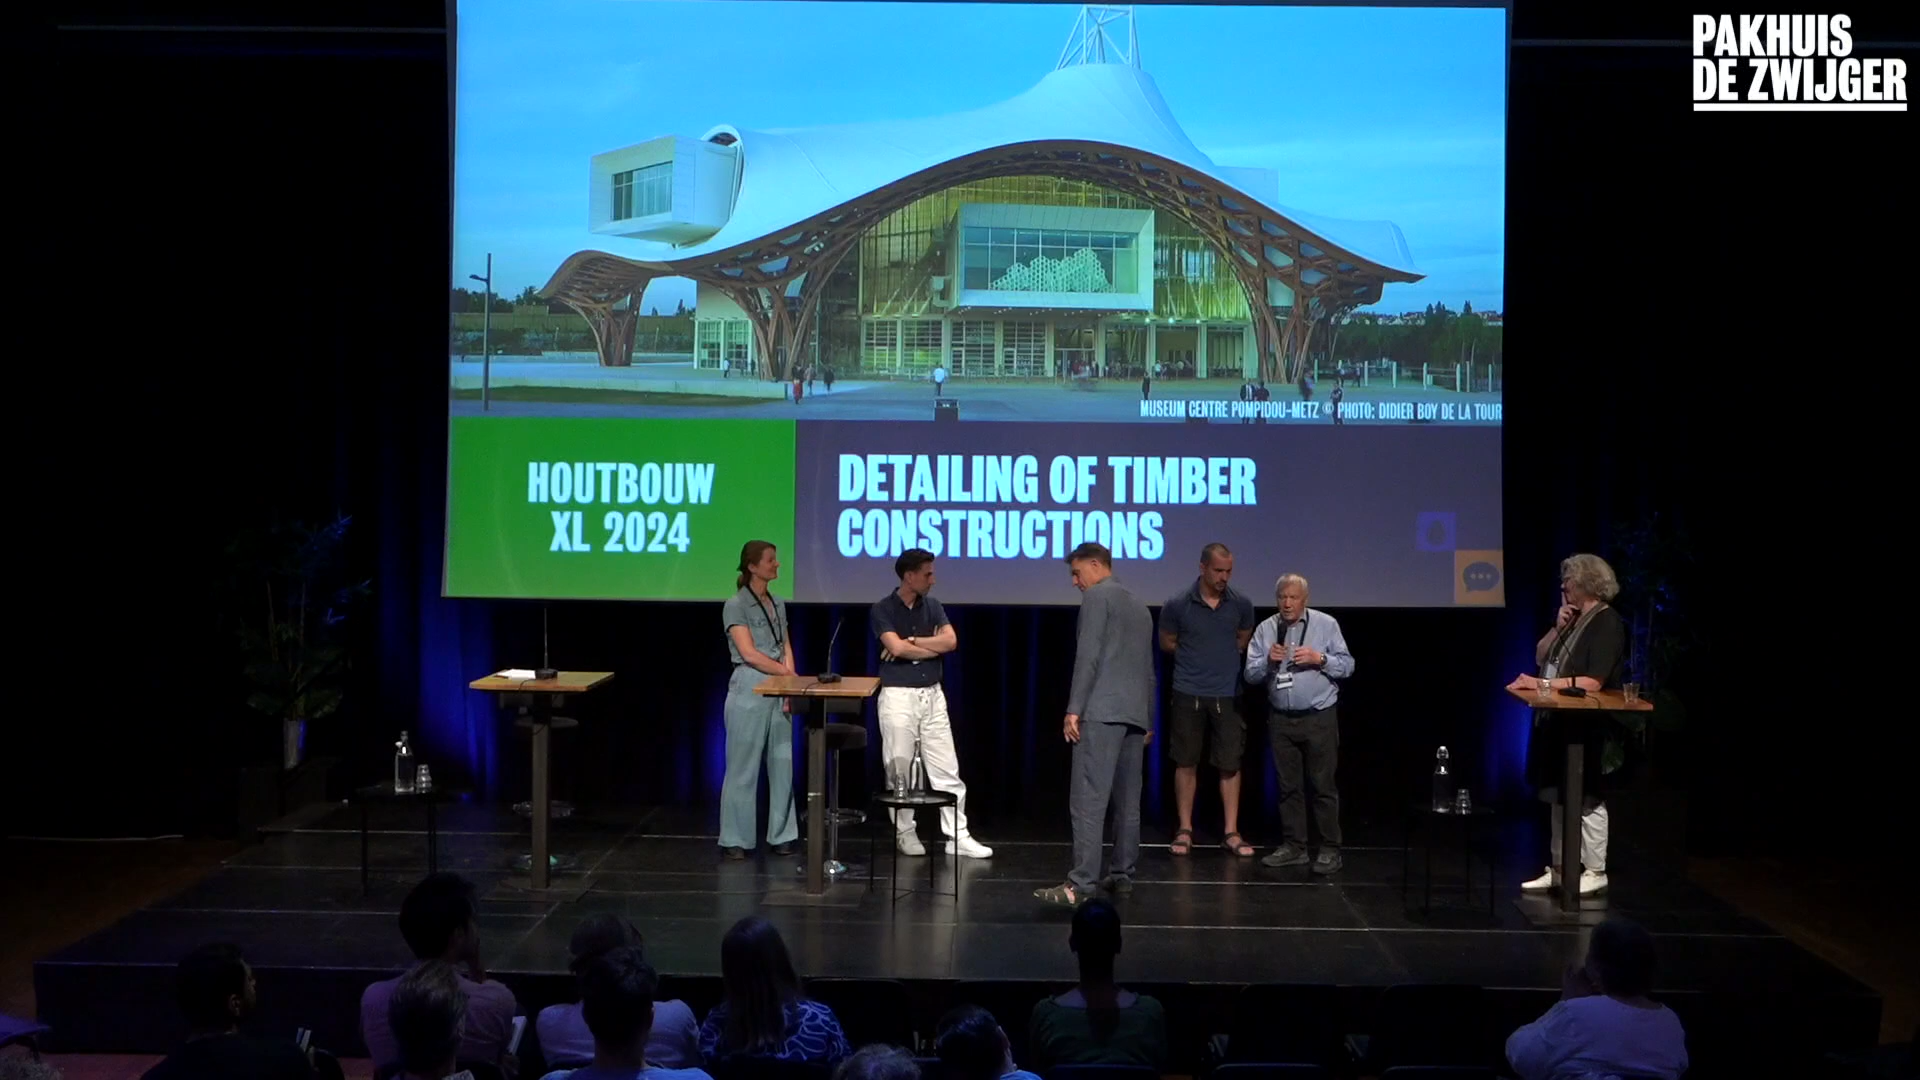 PAKHUIS
DE ZWIJGER
MUSEUM CENTRE POMPIDOU-METZ © PHOTO: DIDIER BOY DE LA TOUR
HOUTBOUW
XL 2024
DETAILING OF TIMBER
CONSTRUCTIONS